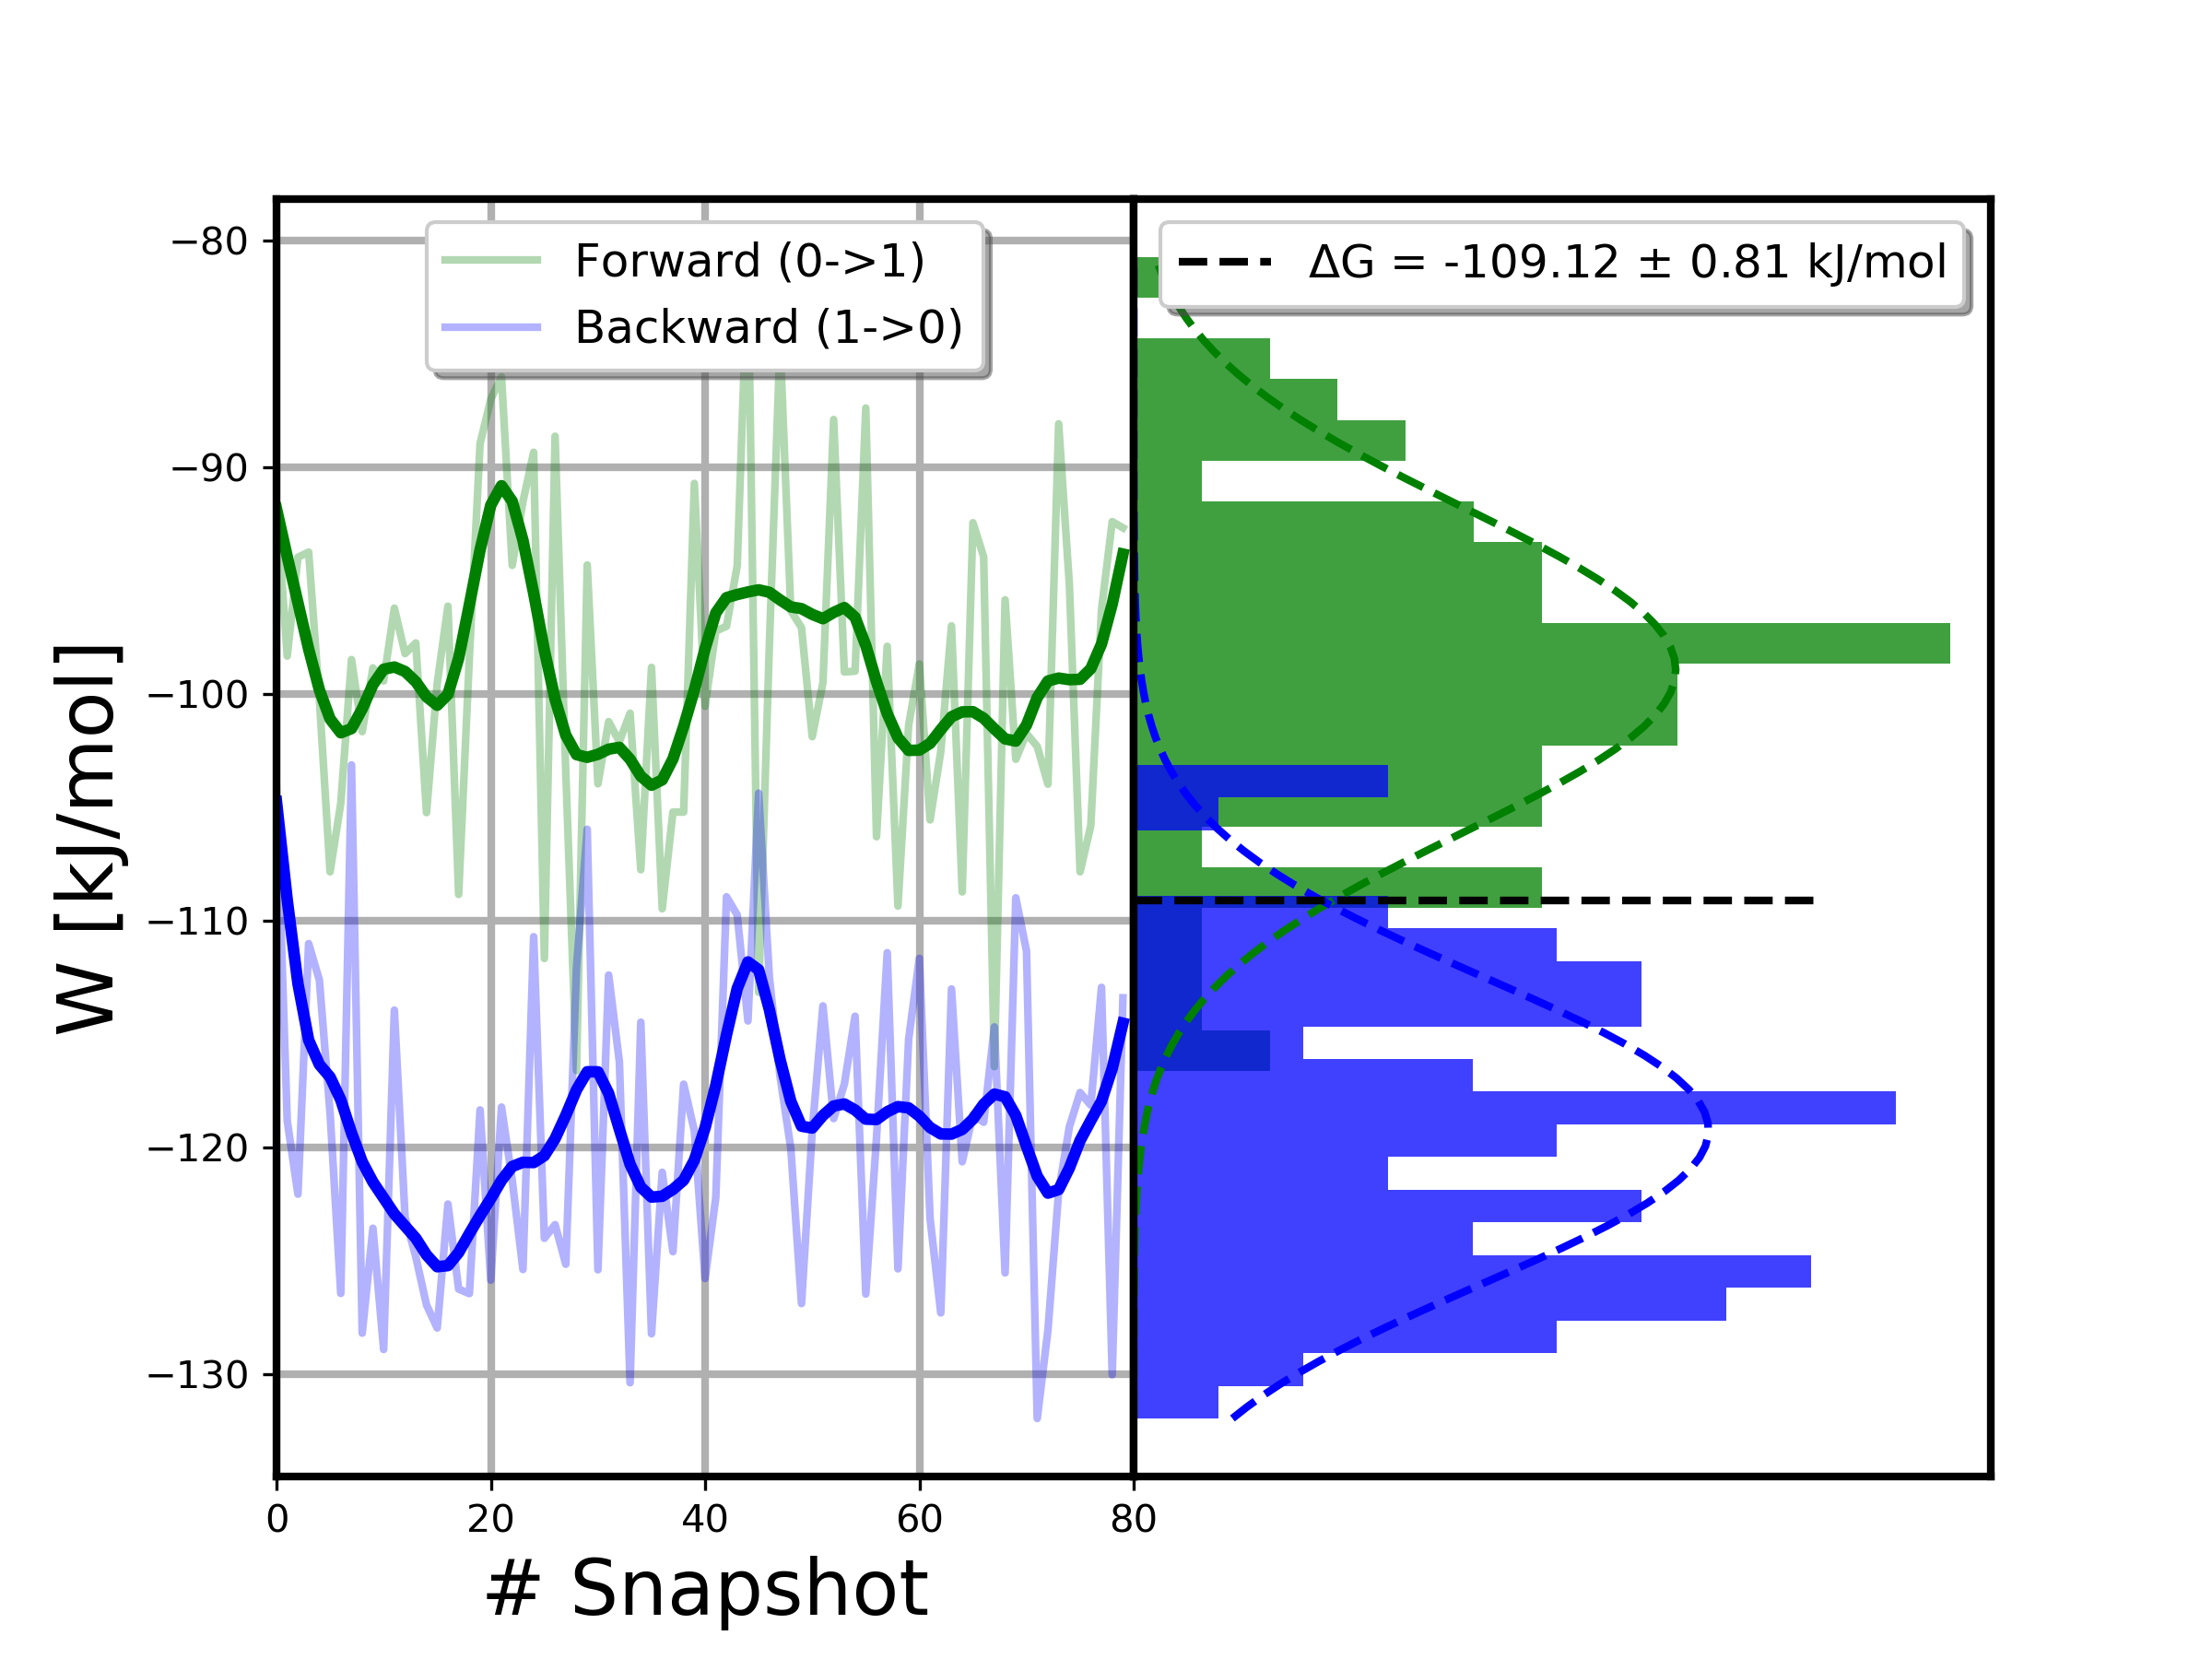 Forward (0->1)
Backward (1->0)
ΔG = -109.12 ± 0.81 kJ/mol
−80
−90
−100
−110
−120
−130
W [kJ/mol]
0
20
40
60
80
# Snapshot